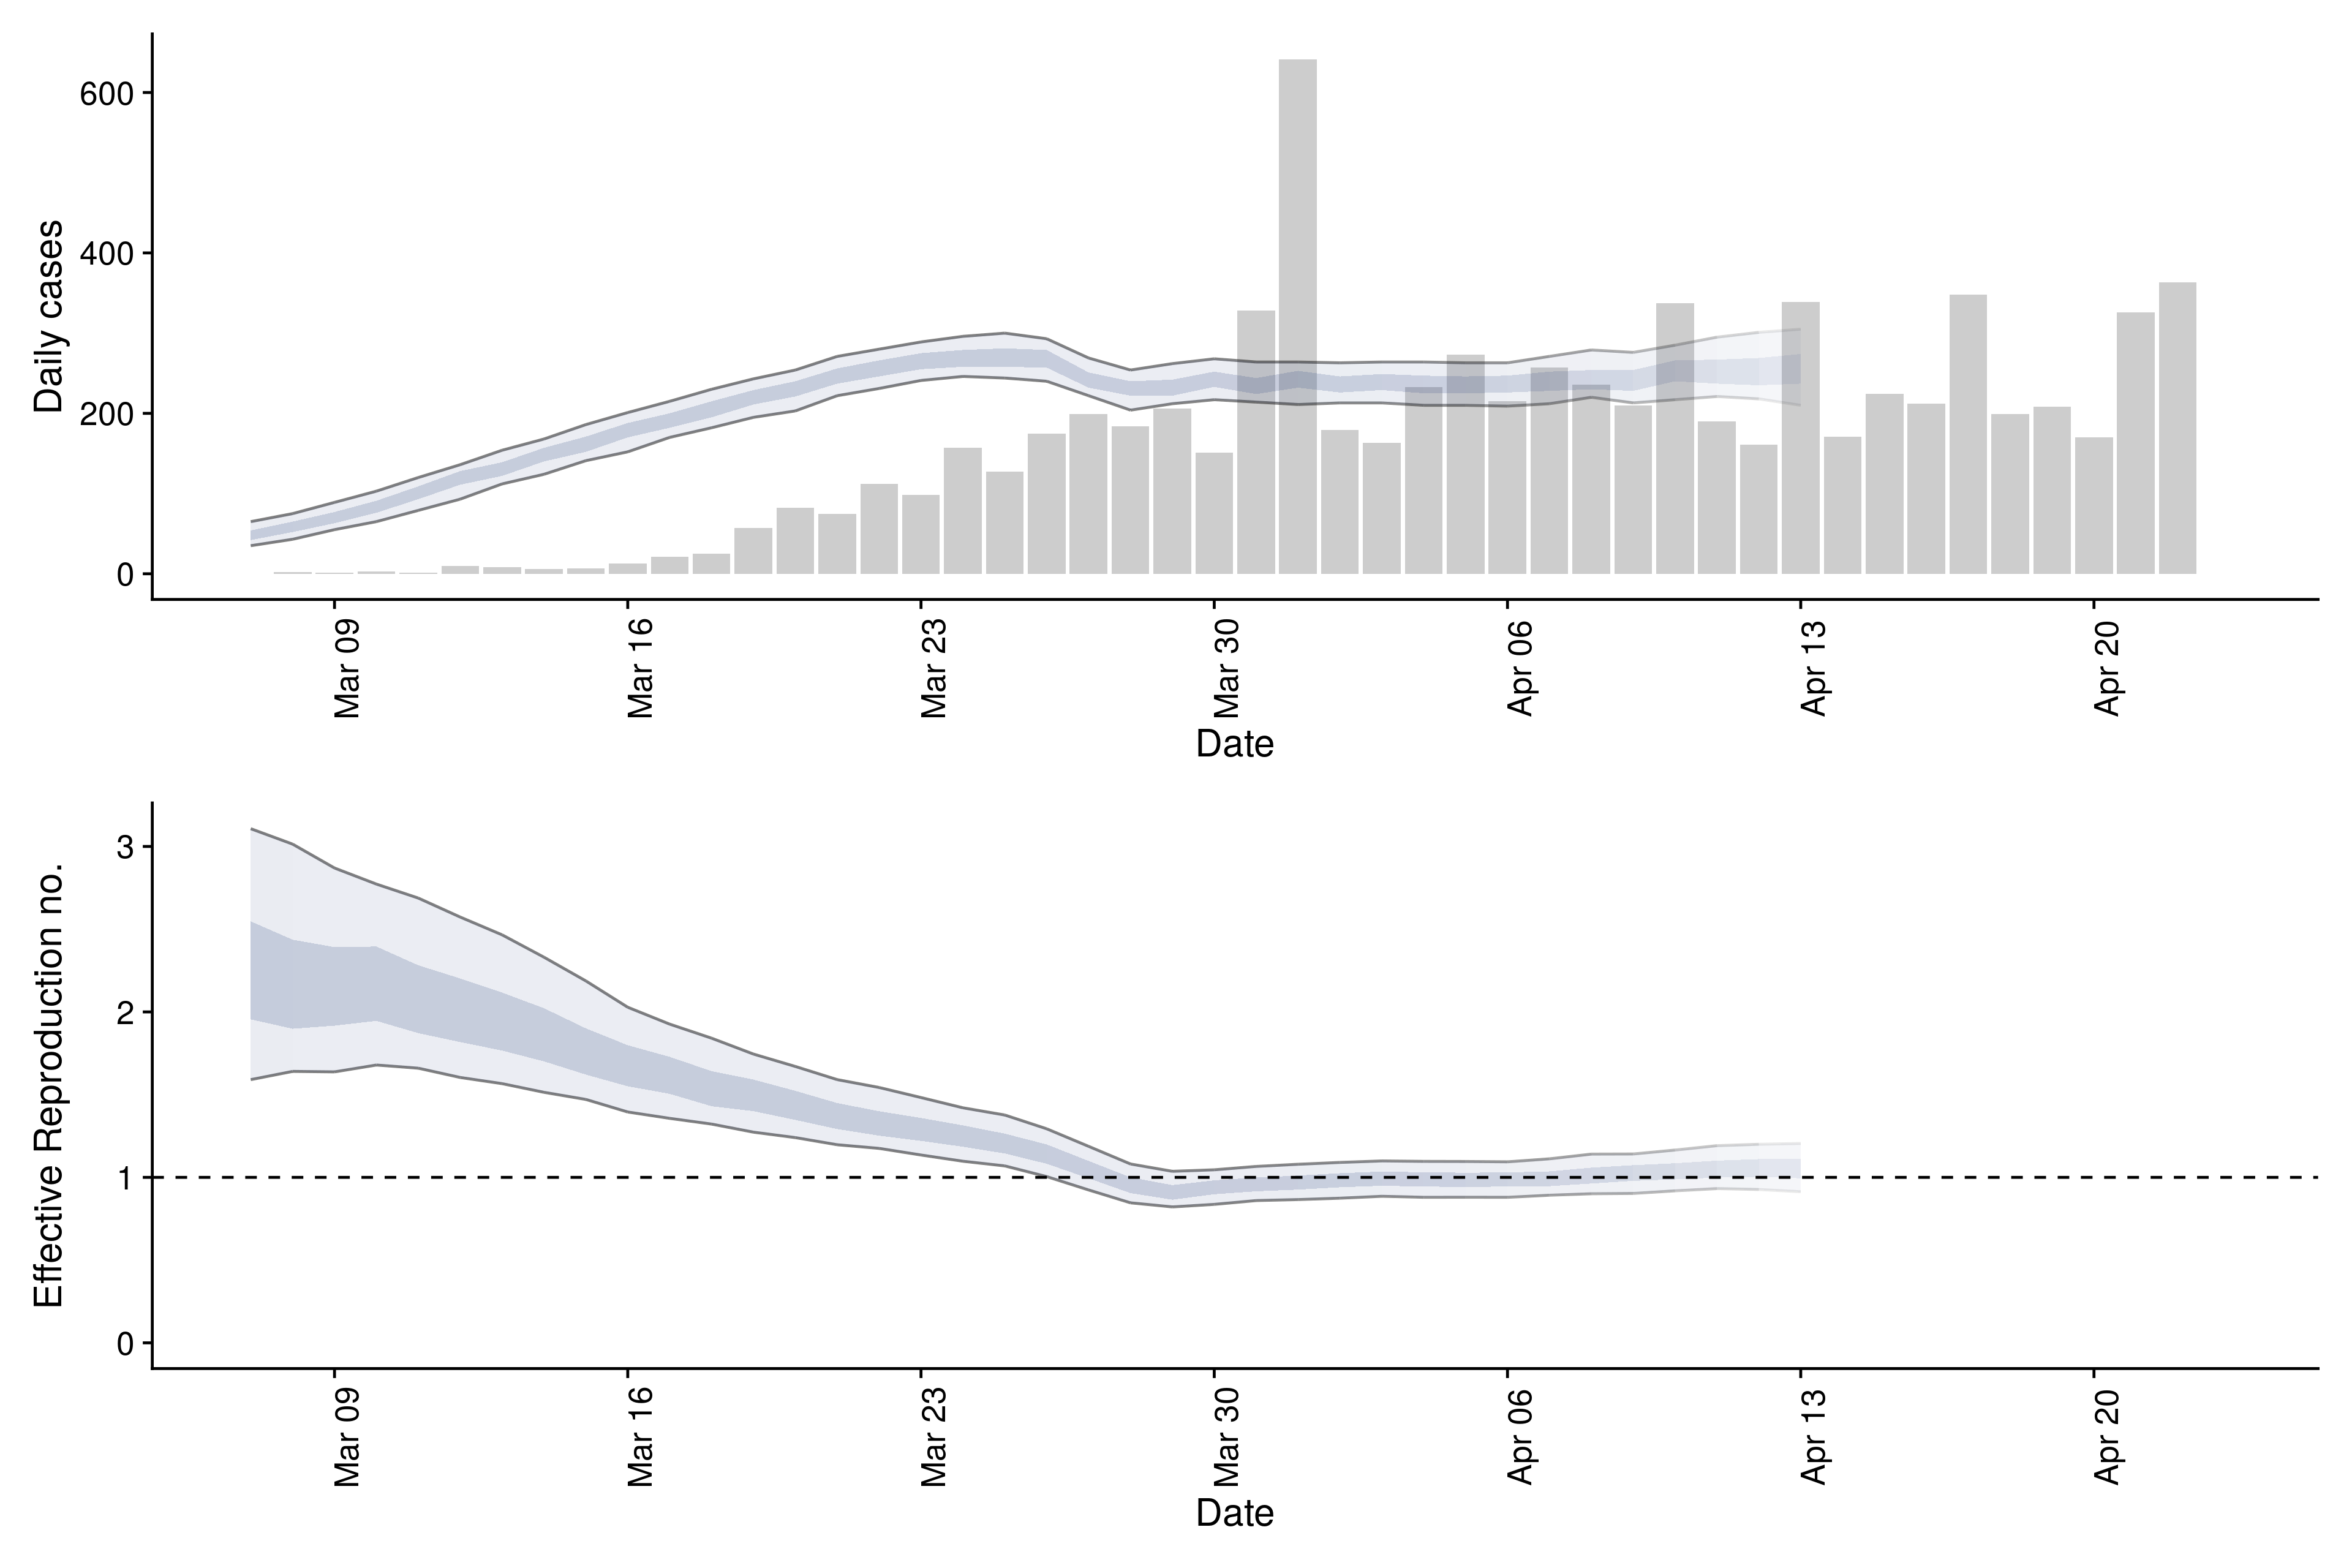 Daily cases
600
400
200
0
Mar 09
Mar 16
Mar 23
Mar 30
Apr 06
Apr 13
Apr 20
Date
Effective Reproduction no.
3
2
1
0
Mar 09
Mar 16
Mar 23
Mar 30
Apr 06
Apr 13
Apr 20
Date